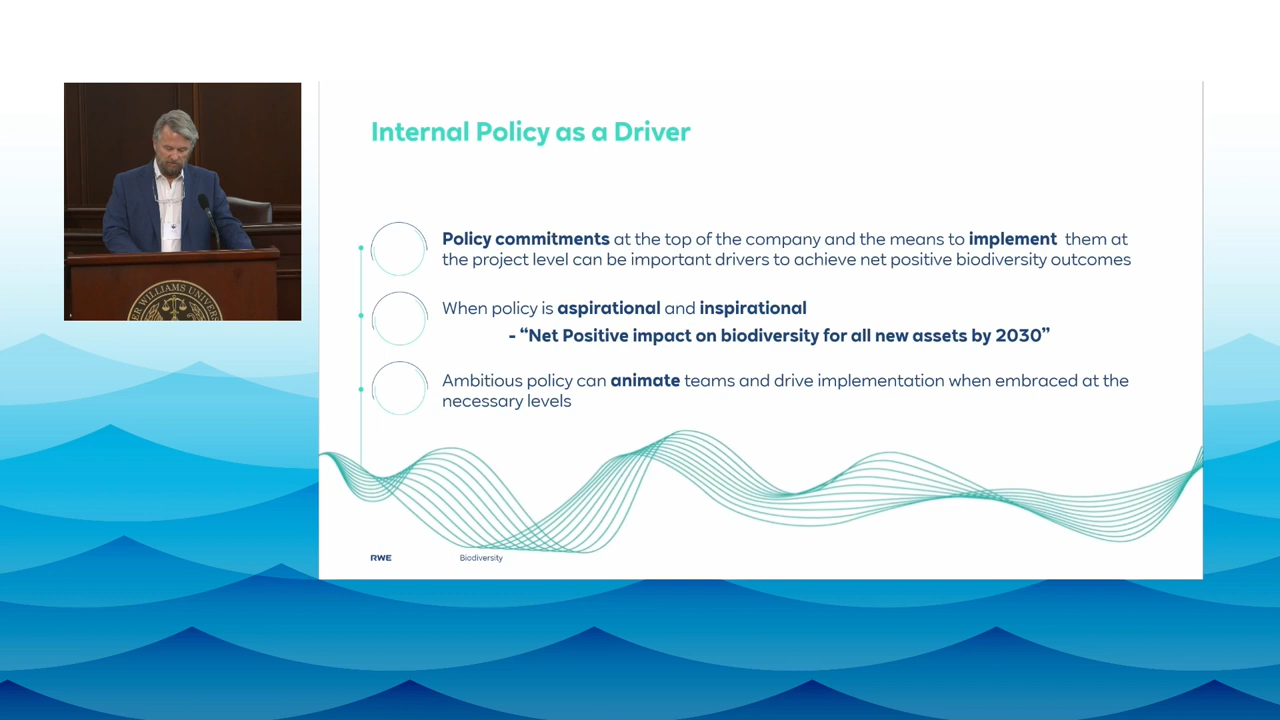 Internal Policy as a Driver
Policy commitments at the top of the company and the means to implement them at
the project level can be important drivers to achieve net positive biodiversity outcomes
When policy is aspirational and inspirational
- “Net Positive impact on biodiversity for all new assets by 2030”
Ambitious policy can animate teams and drive implementation when embraced at the
necessary levels
RWE
Biodiversity
WILLIAMS